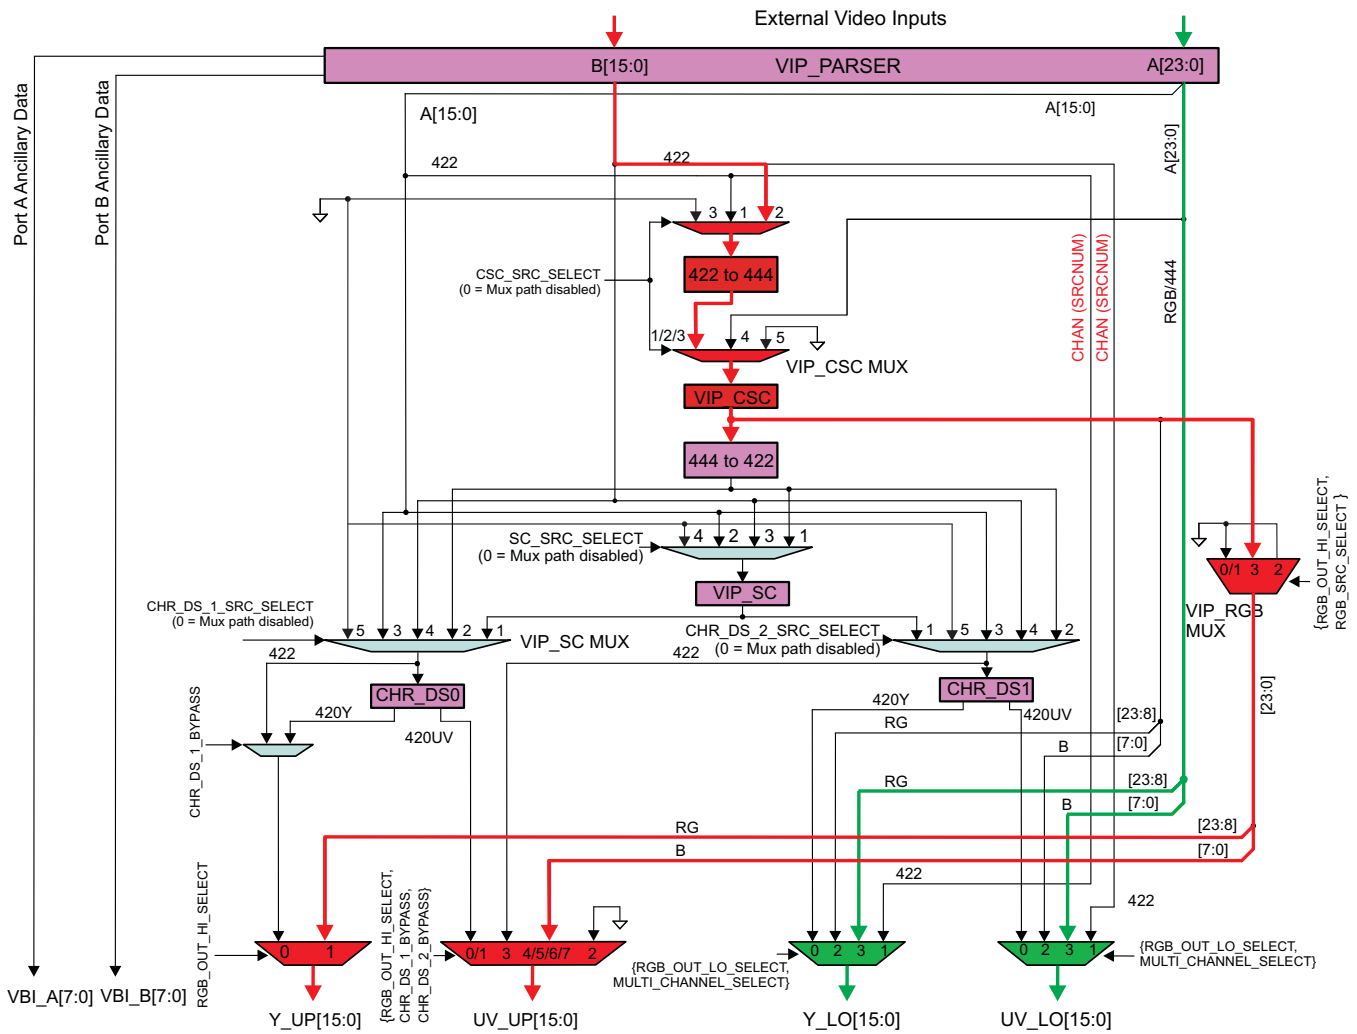 External Video Inputs
B[15:0]
VIP_PARSER
A[23:0]
Port A Ancillary Data
Port B Ancillary Data
A[15:0]
A[15:0]
A[23:0]
422
422
3 1 2
CSC_SRC_SELECT
(0 = Mux path disabled)
422 to 444
CHAN (SRCNUM)
CHAN (SRCNUM)
RGB/444
1/2/3 4 5
VIP_CSC MUX
VIP_CSC
444 to 422
SC_SRC_SELECT
(0 = Mux path disabled)
4 2 3 1
VIP_SC
0/1 3 2
VIP_RGB
MUX
{RGB_OUT_HI_SELECT,
RGB_SRC_SELECT }
CHR_DS_1_SRC_SELECT
(0 = Mux path disabled)
5 3 4 2 1
VIP_SC MUX
CHR_DS_2_SRC_SELECT
(0 = Mux path disabled)
1 5 3 4 2
422
422
CHR_DS0
CHR_DS1
420Y
420UV
420Y
420UV
[23:8]
RG
[7:0]
B
[23:0]
CHR_DS_1_BYPASS
RG
[23:8]
B
[7:0]
RG
[23:8]
B
[7:0]
422
422
RGB_OUT_HI_SELECT
0 1
{RGB_OUT_HI_SELECT,
CHR_DS_1_BYPASS,
CHR_DS_2_BYPASS}
0/1 3 4/5/6/7 2
{RGB_OUT_LO_SELECT,
MULTI_CHANNEL_SELECT}
0 2 3 1
0 2 3 1
{RGB_OUT_LO_SELECT,
MULTI_CHANNEL_SELECT}
VBI_A[7:0]
VBI_B[7:0]
Y_UP[15:0]
UV_UP[15:0]
Y_LO[15:0]
UV_LO[15:0]